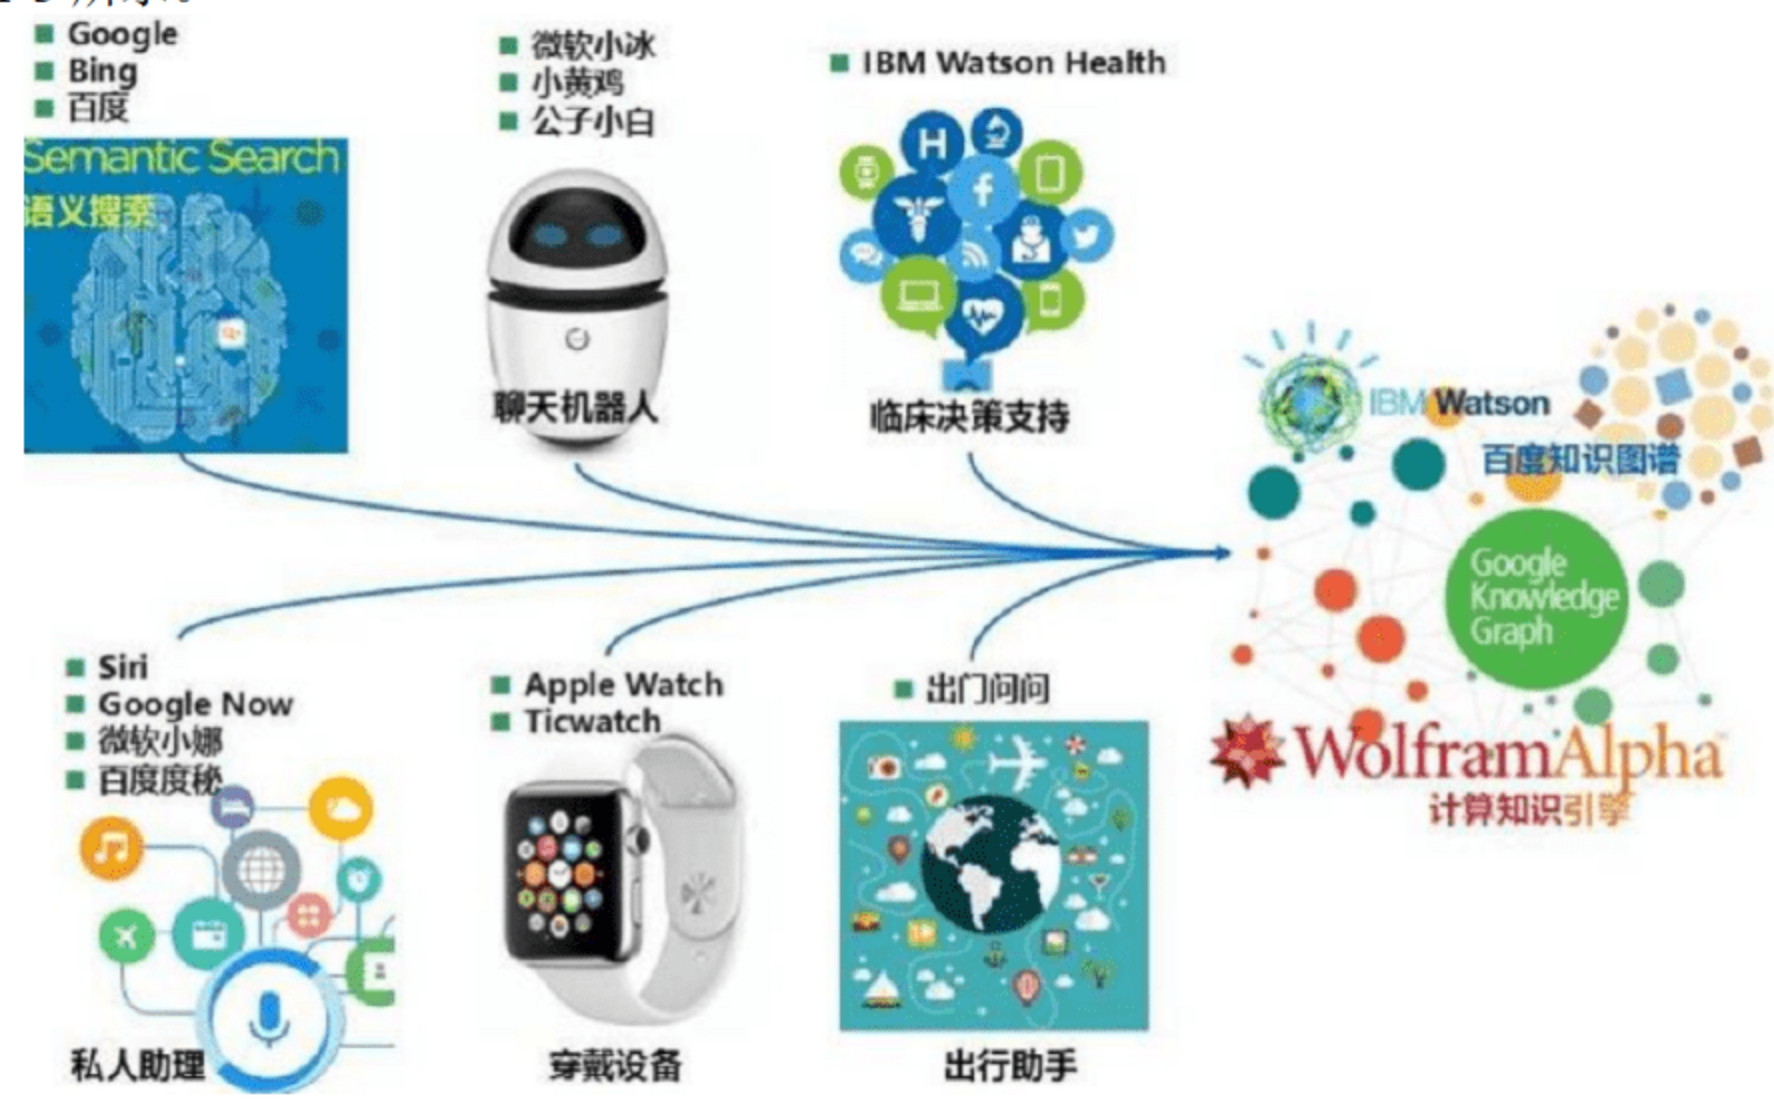 Google
Bing
百度
Semantic Search
语义搜索
微软小冰
小黄鸡
公子小白
聊天机器人
IBM Watson Health
H
f
临床决策支持
Siri
Google Now
微软小娜
百度度秘
私人助理
Apple Watch
Ticwatch
穿戴设备
出门问问
出行助手
IBM Watson
百度知识图谱
Google
Knowledge
Graph
WolframAlpha
计算知识引擎